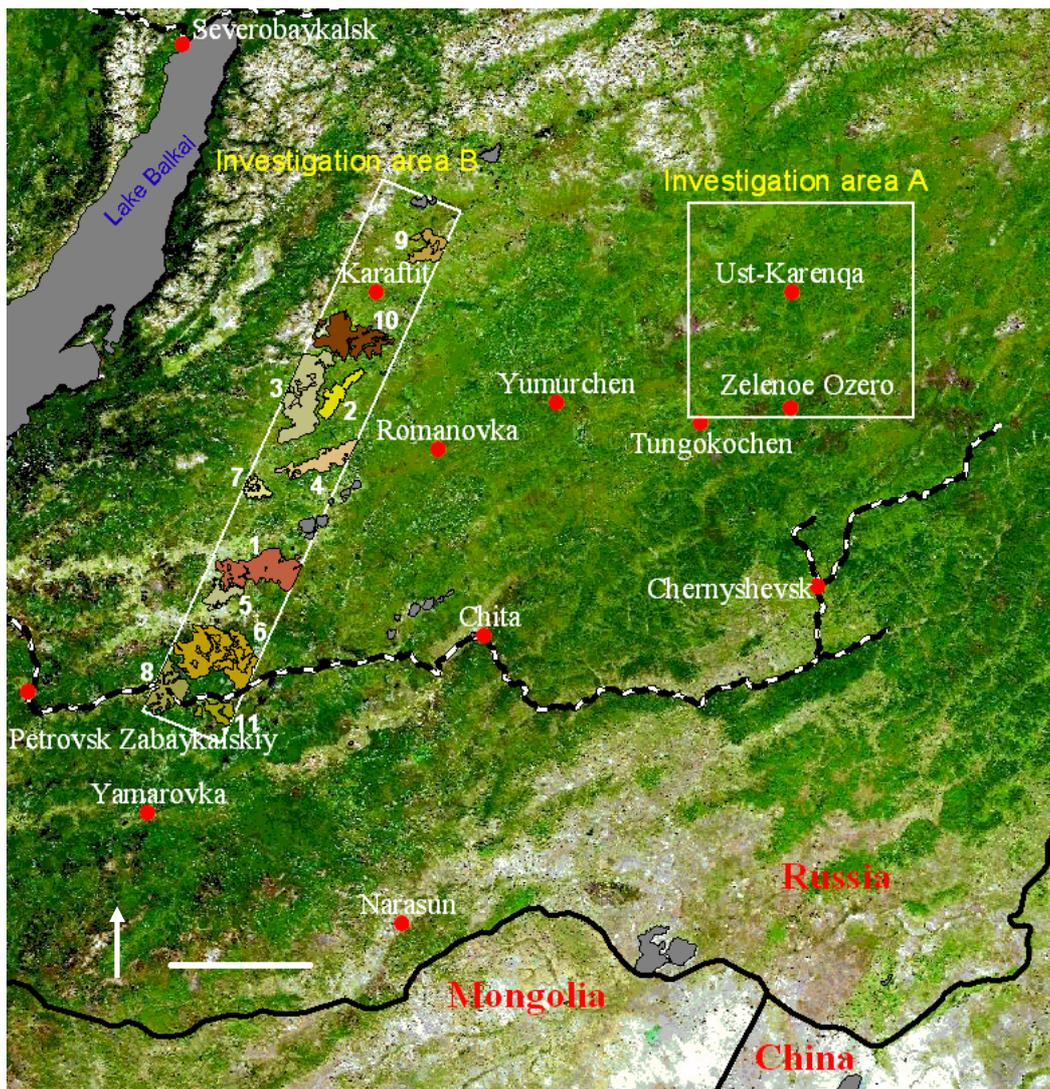 Severobaykalsk
Lake Balkal
Investigation area B
Investigation area A
9
Karaftit
Ust-Karenqa
10
3
2
Yumurchen
Zelenoe Ozero
Romanovka
Tungokochen
7
4
1
5
Chernyshevsk
Chita
6
8
11
Petrovsk Zabaykalskiy
Yamarovka
Russia
Narasun
Mongolia
China